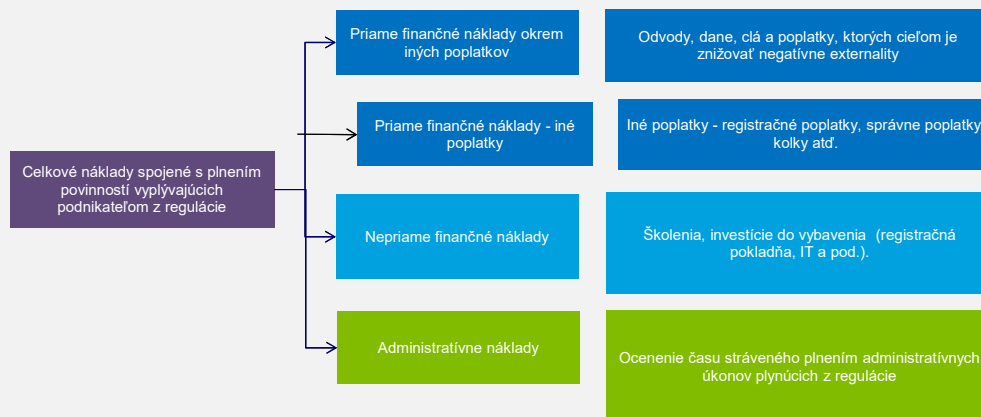 Priame finančné náklady okrem
iných poplatkov
Odvody, dane, clá a poplatky, ktorých cieľom je
znižovať negatívne externality
Priame finančné náklady - iné
poplatky
Iné poplatky - registračné poplatky, správne poplatky
kolky atď.
Celkové náklady spojené s plnením
povinností vyplývajúcich
podnikateľom z regulácie
Nepriame finančné náklady
Školenia, investície do vybavenia  (registračná
pokladňa, IT a pod.).
Administratívne náklady
Ocenenie času stráveného plnením administratívnych
úkonov plynúcich z regulácie